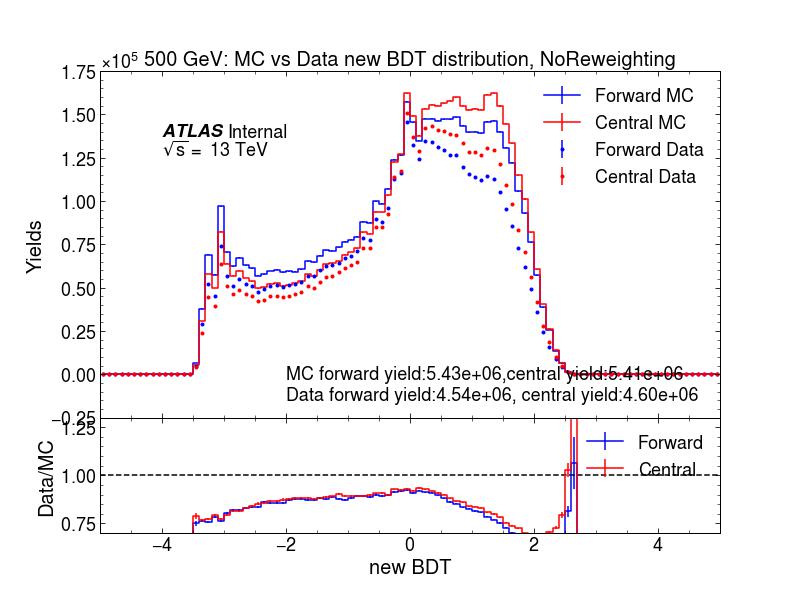 ×10⁵ 500 GeV: MC vs Data new BDT distribution, NoReweighting
1.75
1.50
1.25
1.00
0.75
0.50
0.25
0.00
−0.25
Yields
ATLAS Internal
√s = 13 TeV
Forward MC
Central MC
Forward Data
Central Data
MC forward yield:5.43e+06,central yield:5.41e+06
Data forward yield:4.54e+06, central yield:4.60e+06
1.25
1.00
0.75
Data/MC
Forward
Central
−4 −2 0 2 4
new BDT